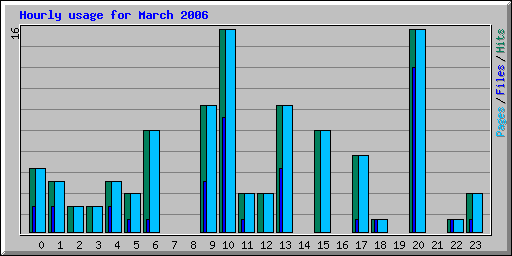 Hourly usage for March 2006
16
Pages/Files/Hits
0 1 2 3 4 5 6 7 8 9 10 11 12 13 14 15 16 17 18 19 20 21 22 23